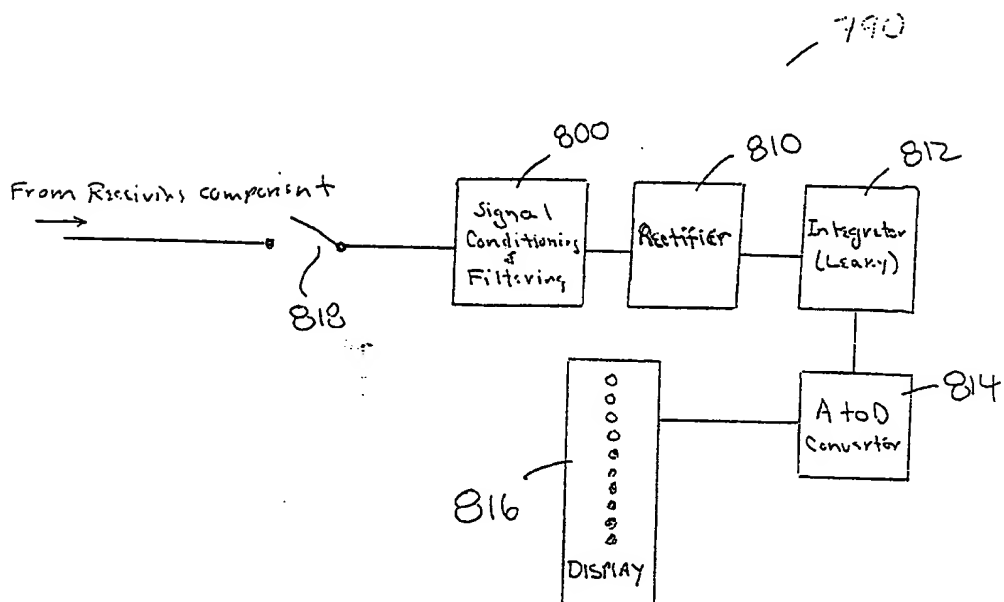 790
800
810
812
From Receiving component
Signal
Conditioning
&
Filtering
Rectifier
Integrator
(Leaky)
818
814
A to D
Converter
816
DISPLAY